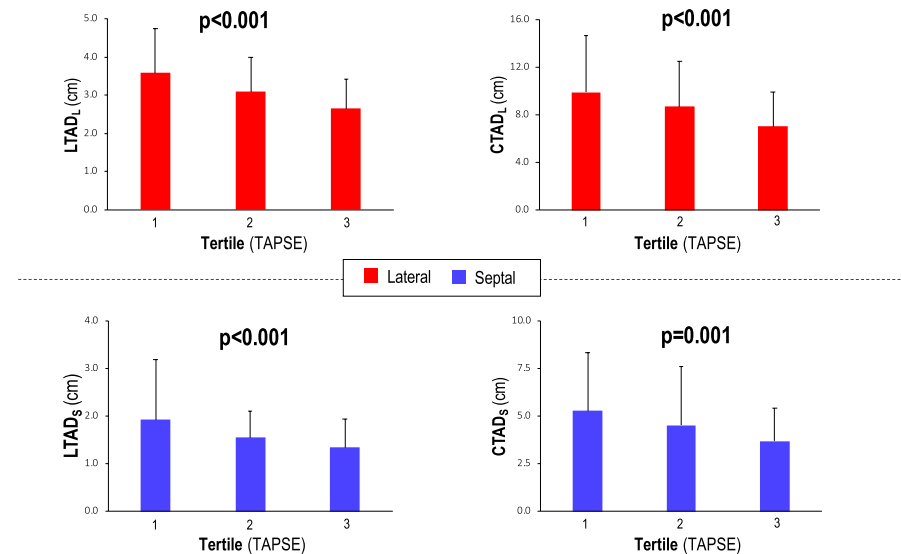 p<0.001
LTAD_L (cm)
5.0
4.0
3.0
2.0
1.0
0.0
1 2 3
Tertile (TAPSE)
p<0.001
CTAD_L (cm)
16.0
12.0
8.0
4.0
0.0
1 2 3
Tertile (TAPSE)
Lateral Septal
p<0.001
LTAD_S (cm)
4.0
3.0
2.0
1.0
0.0
1 2 3
Tertile (TAPSE)
p=0.001
CTAD_S (cm)
10.0
7.5
5.0
2.5
0.0
1 2 3
Tertile (TAPSE)